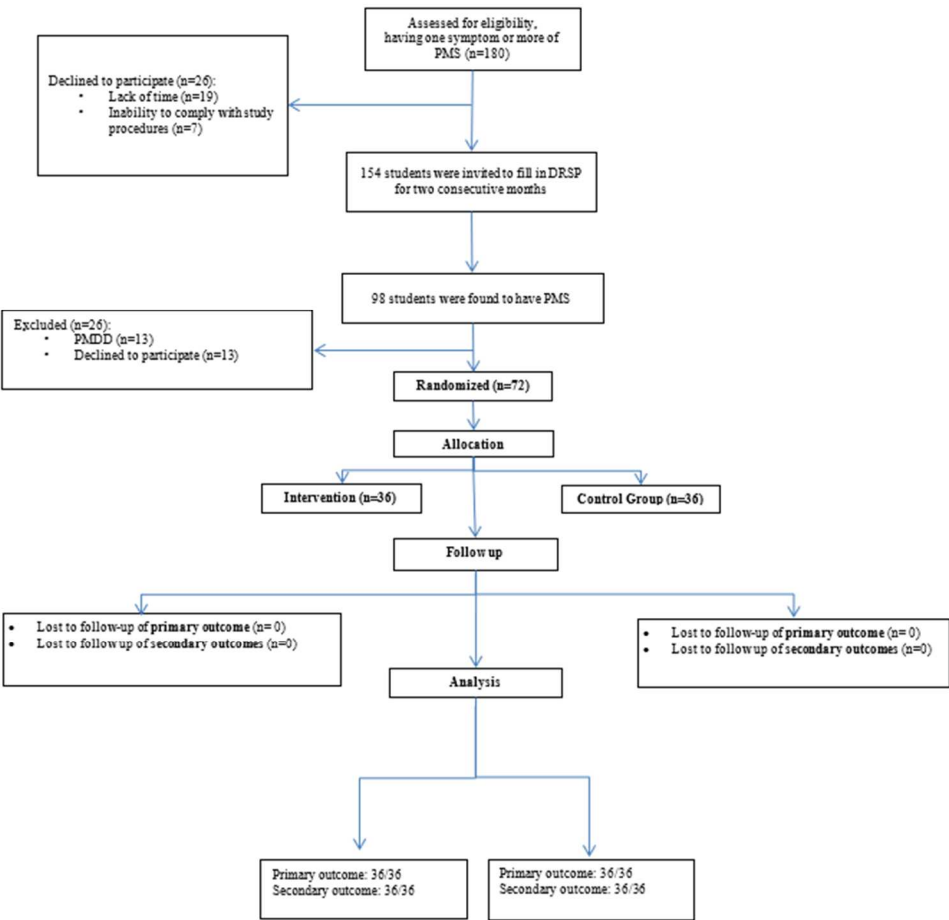 Assessed for eligibility,
having one symptom or more of
PMS (n=180)
Declined to participate (n=26):
• Lack of time (n=19)
• Inability to comply with study
procedures (n=7)
154 students were invited to fill in DRSP
for two consecutive months
98 students were found to have PMS
Excluded (n=26):
• PMDD (n=13)
• Declined to participate (n=13)
Randomized (n=72)
Allocation
Intervention (n=36)
Control Group (n=36)
Follow up
• Lost to follow-up of primary outcome (n= 0)
• Lost to follow up of secondary outcomes (n=0)
• Lost to follow-up of primary outcome (n= 0)
• Lost to follow up of secondary outcomes (n=0)
Analysis
Primary outcome: 36/36
Secondary outcome: 36/36
Primary outcome: 36/36
Secondary outcome: 36/36